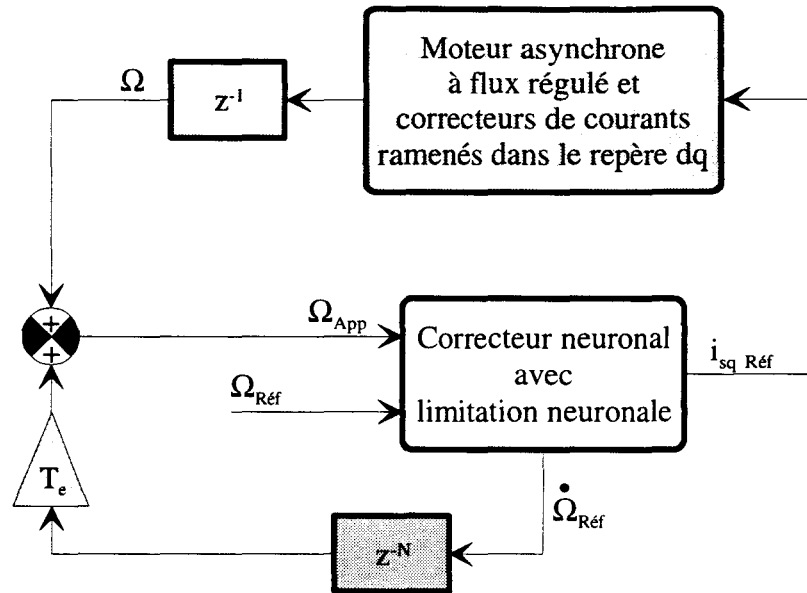 Moteur asynchrone
à flux régulé et
correcteurs de courants
ramenés dans le repère dq
Ω
z⁻¹
+
+
Ω_App
Ω_Réf
Correcteur neuronal
avec
limitation neuronale
i_sq Réf
T_e
z⁻ᴺ
Ω̇_Réf